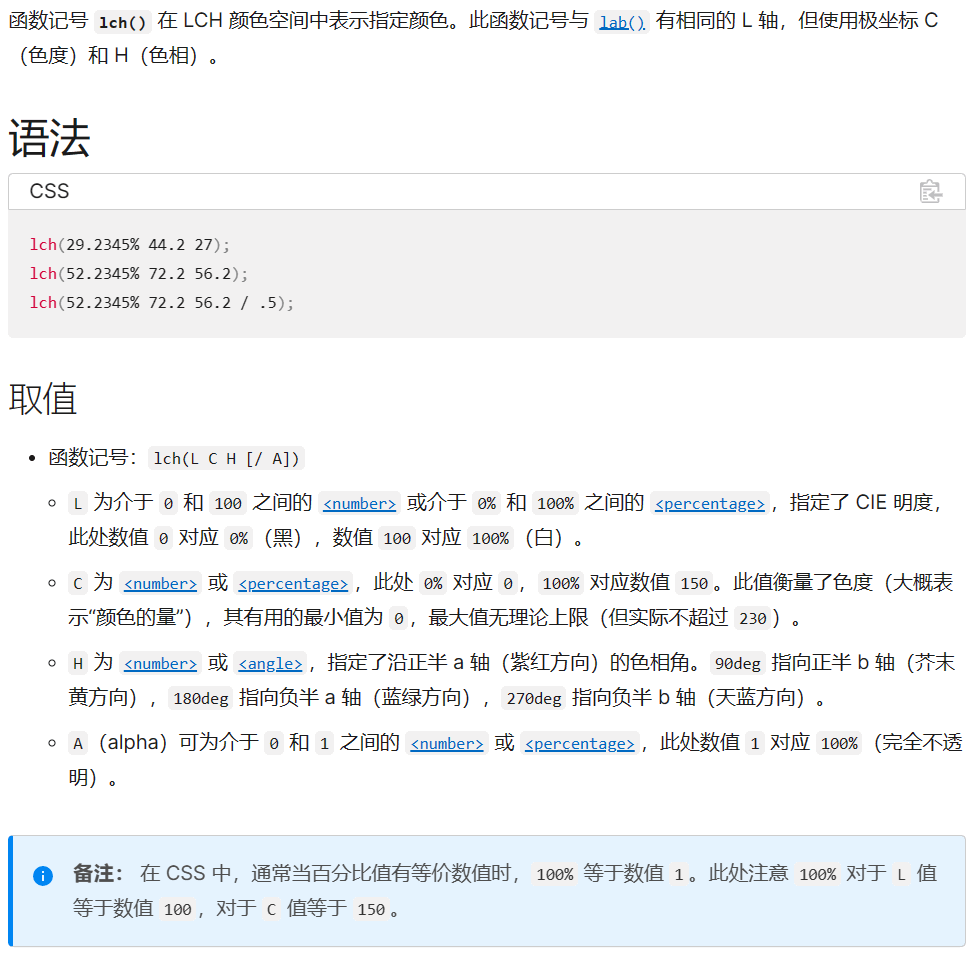 函数记号 lch() 在 LCH 颜色空间中表示指定颜色。此函数记号与 lab() 有相同的 L 轴，但使用极坐标 C
（色度）和 H（色相）。
语法
CSS
lch(29.2345% 44.2 27);
lch(52.2345% 72.2 56.2);
lch(52.2345% 72.2 56.2 / .5);
取值
• 函数记号：lch(L C H [/ A])
◦ L 为介于 0 和 100 之间的 <number> 或介于 0% 和 100% 之间的 <percentage>，指定了 CIE 明度，
此处数值 0 对应 0%（黑），数值 100 对应 100%（白）。
◦ C 为 <number> 或 <percentage>，此处 0% 对应 0，100% 对应数值 150。此值衡量了色度（大概表
示“颜色的量”），其有用的最小值为 0，最大值无理论上限（但实际不超过 230）。
◦ H 为 <number> 或 <angle>，指定了沿正半 a 轴（紫红方向）的色相角。90deg 指向正半 b 轴（芥末
黄方向），180deg 指向负半 a 轴（蓝绿方向），270deg 指向负半 b 轴（天蓝方向）。
◦ A（alpha）可为介于 0 和 1 之间的 <number> 或 <percentage>，此处数值 1 对应 100%（完全不透
明）。
备注： 在 CSS 中，通常当百分比值有等价数值时，100% 等于数值 1。此处注意 100% 对于 L 值
等于数值 100，对于 C 值等于 150。